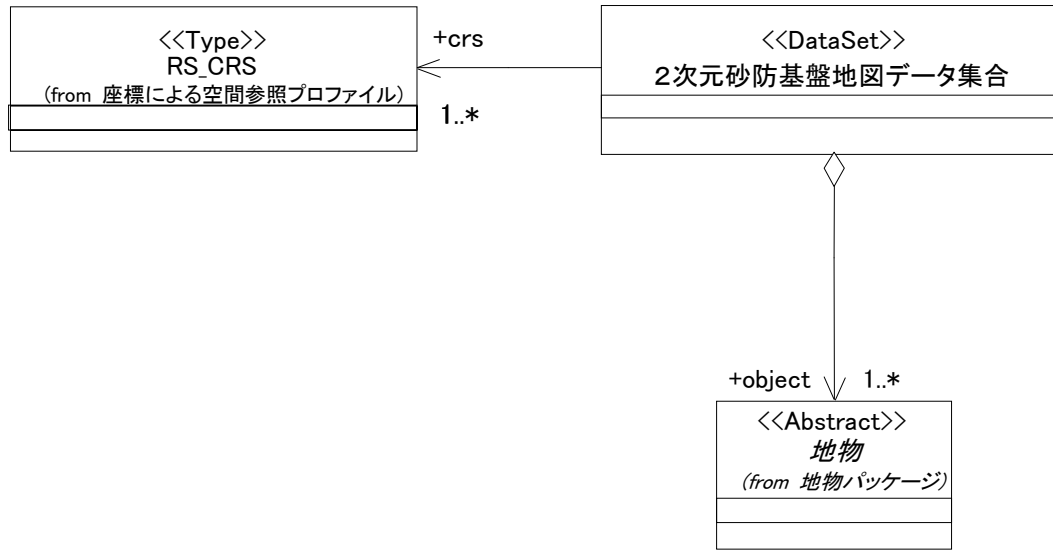 <<Type>>
RS_CRS
(from 座標による空間参照プロファイル)
+crs
1..*
<<DataSet>>
2次元砂防基盤地図データ集合
+object
1..*
<<Abstract>>
地物
(from 地物パッケージ)